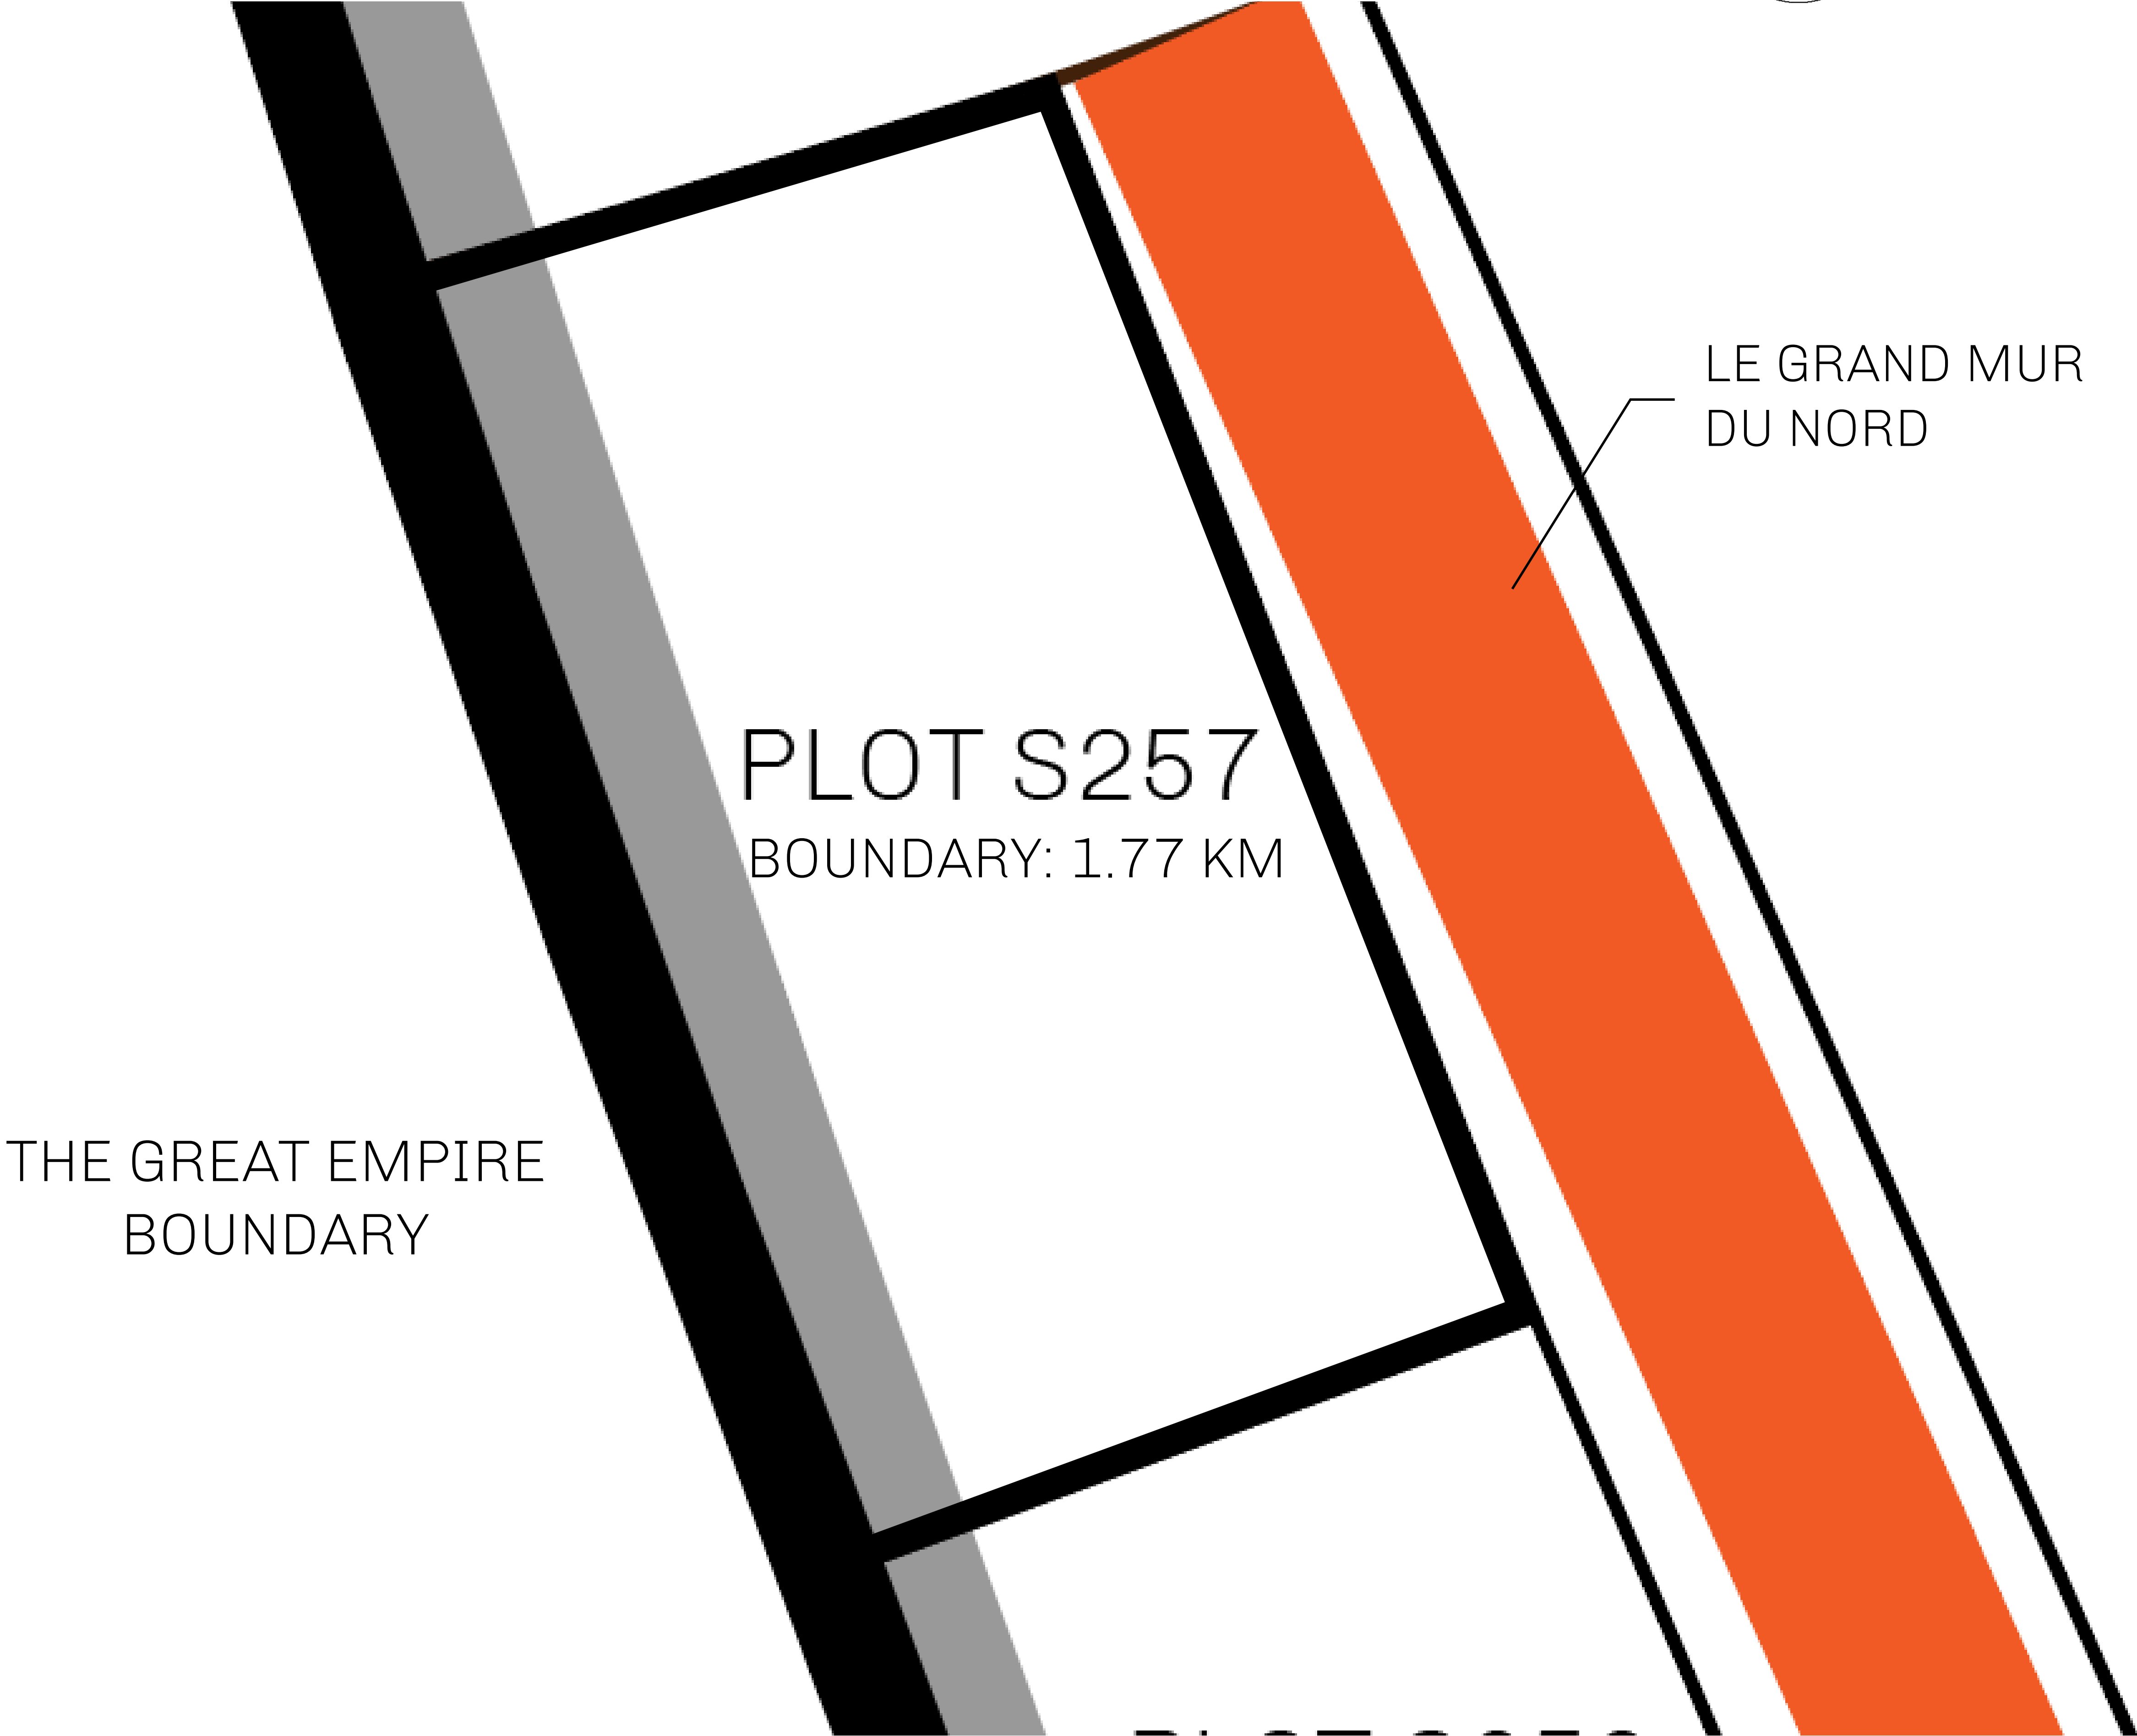 LE GRAND MUR
DU NORD
PLOT S257
BOUNDARY: 1.77 KM
THE GREAT EMPIRE
BOUNDARY